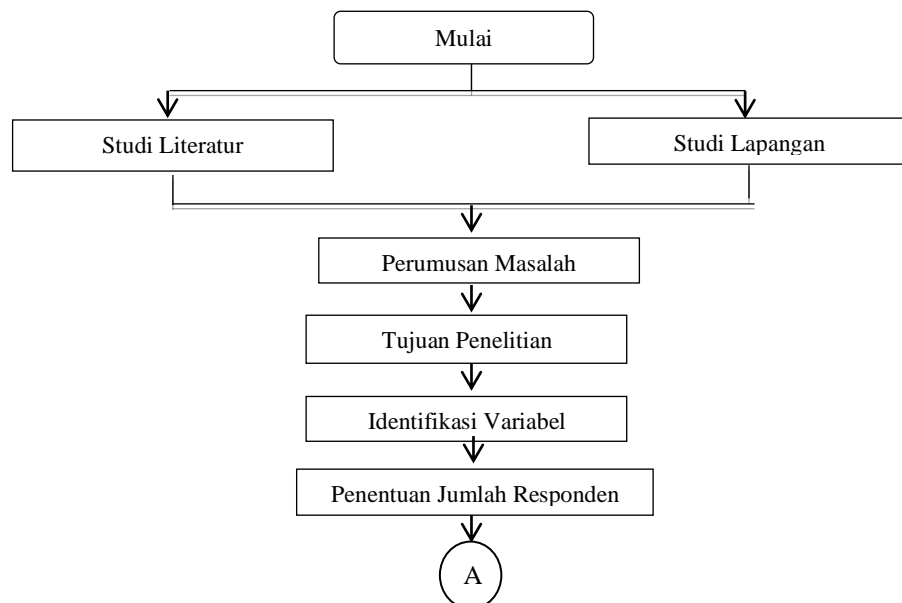 Mulai
Studi Literatur
Studi Lapangan
Perumusan Masalah
Tujuan Penelitian
Identifikasi Variabel
Penentuan Jumlah Responden
A